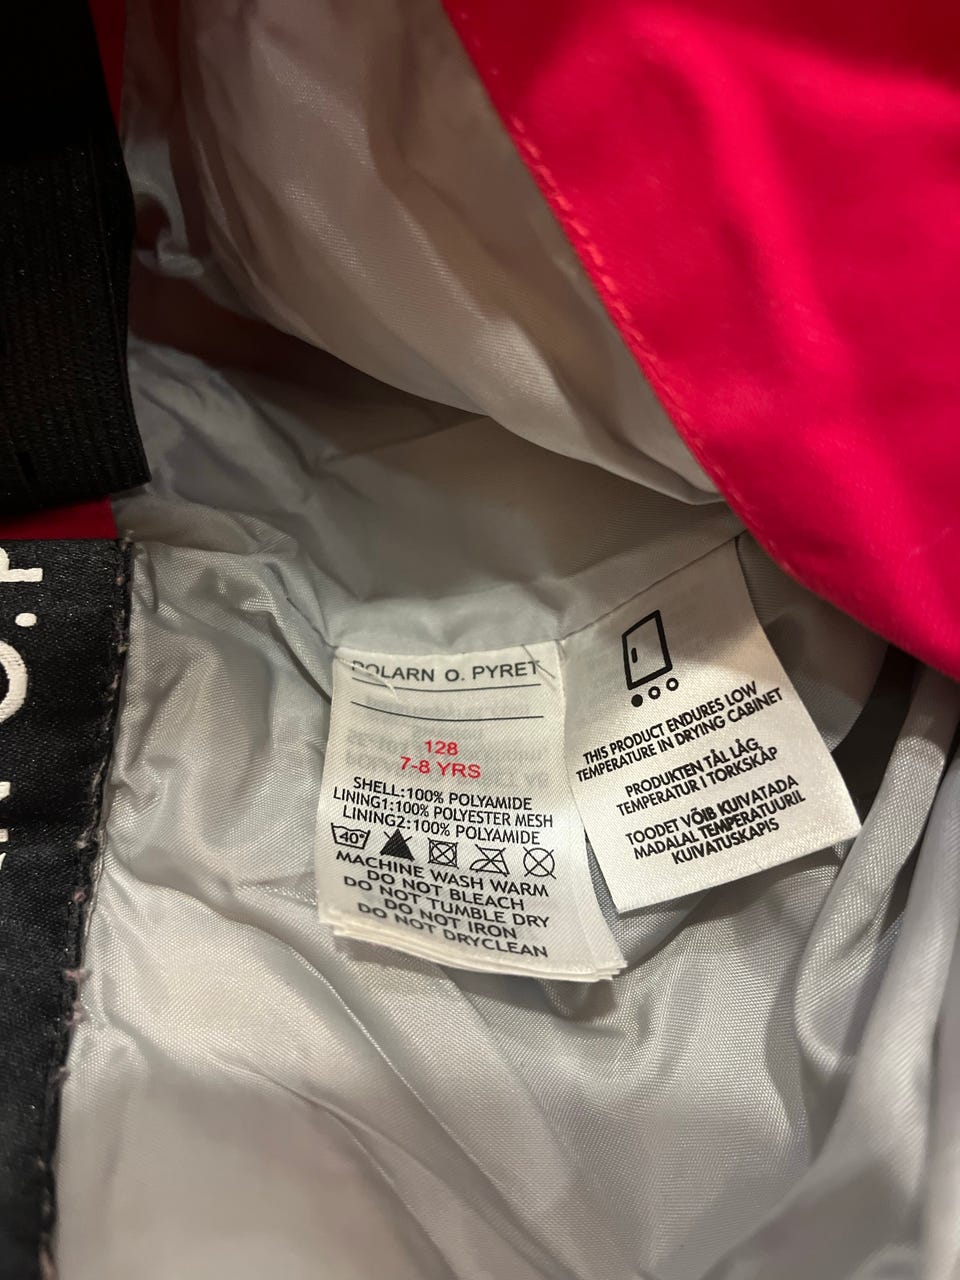 POLARN O. PYRET
128
7-8 YRS
SHELL:100% POLYAMIDE
LINING1:100% POLYESTER MESH
LINING2:100% POLYAMIDE
40°
MACHINE WASH WARM
DO NOT BLEACH
DO NOT TUMBLE DRY
DO NOT IRON
DO NOT DRYCLEAN
THIS PRODUCT ENDURES LOW
TEMPERATURE IN DRYING CABINET
PRODUKTEN TÅL LÅG
TEMPERATUR I TORKSKÅP
TOODET VÕIB KUIVATADA
MADALAL TEMPERATUURIL
KUIVATUSKAPIS